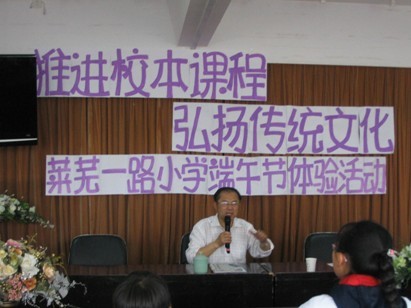 推进校本课程
弘扬传统文化
莱芜一路小学端午节体验活动